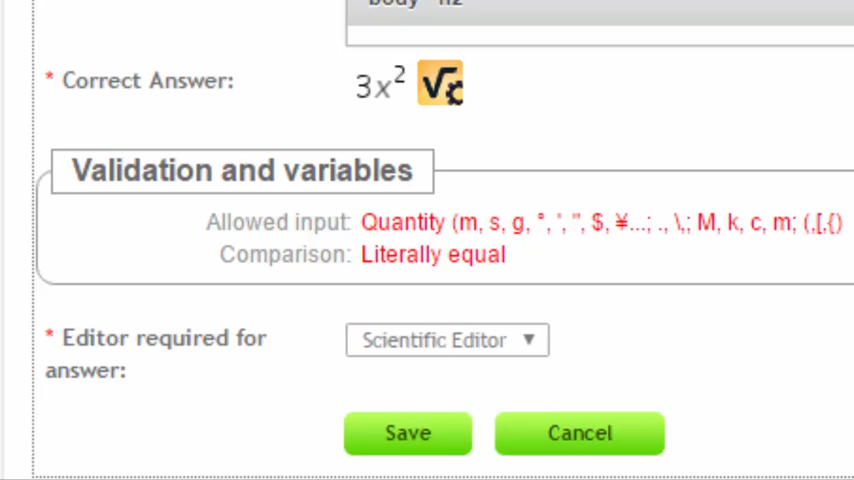 * Correct Answer: 3x²
Validation and variables
Allowed input: Quantity (m, s, g, °, ', ", $, ¥...; ., \,; M, k, c, m; (,[,{)
Comparison: Literally equal
* Editor required for
answer:
Scientific Editor ▼
Save Cancel